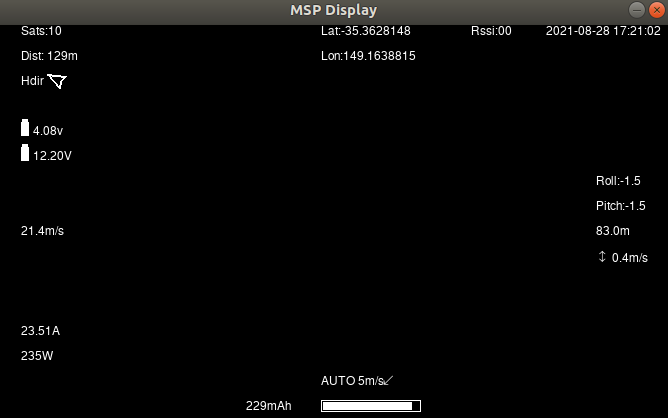 MSP Display
Sats:10 Lat:-35.3628148 Rssi:00 2021-08-28 17:21:02
Dist: 129m Lon:149.1638815
Hdir
4.08v
12.20V
Roll:-1.5
Pitch:-1.5
21.4m/s 83.0m
↕ 0.4m/s
23.51A
235W
AUTO 5m/s↙
229mAh